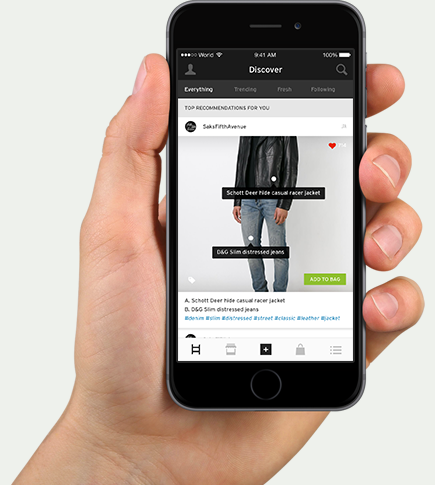 World 9:41 AM 100%
Discover
Everything Trending Fresh Following
TOP RECOMMENDATIONS FOR YOU
SaksFifthAvenue
Schott Deer hide casual racer jacket
D&G Slim distressed jeans
ADD TO BAG
A. Schott Deer hide casual racer jacket
B. D&G Slim distressed jeans
#denim #slim #distressed #street #classic #leather #jacket